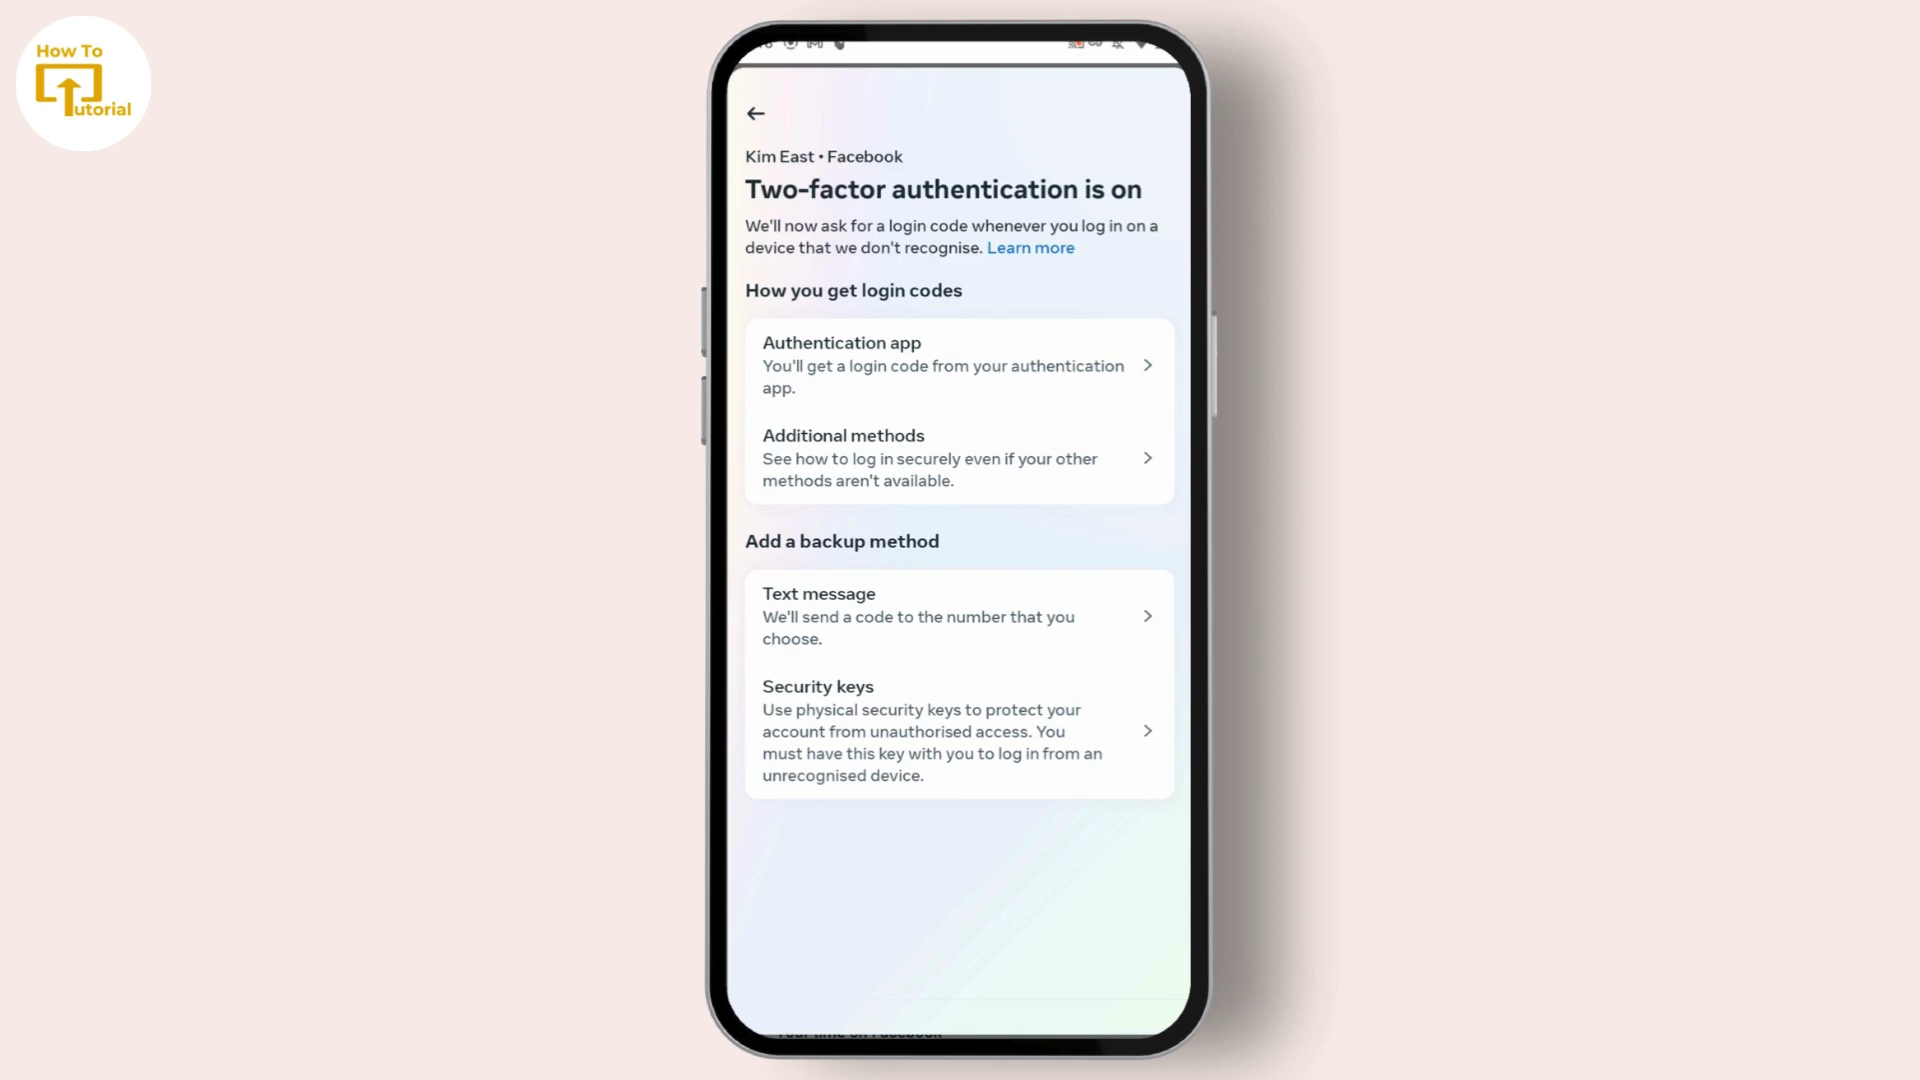 How To
utorial
Kim East • Facebook
Two-factor authentication is on
We'll now ask for a login code whenever you log in on a
device that we don't recognise. Learn more
How you get login codes
Authentication app
You'll get a login code from your authentication
app.
Additional methods
See how to log in securely even if your other
methods aren't available.
Add a backup method
Text message
We'll send a code to the number that you
choose.
Security keys
Use physical security keys to protect your
account from unauthorised access. You
must have this key with you to log in from an
unrecognised device.
Your time on Facebook